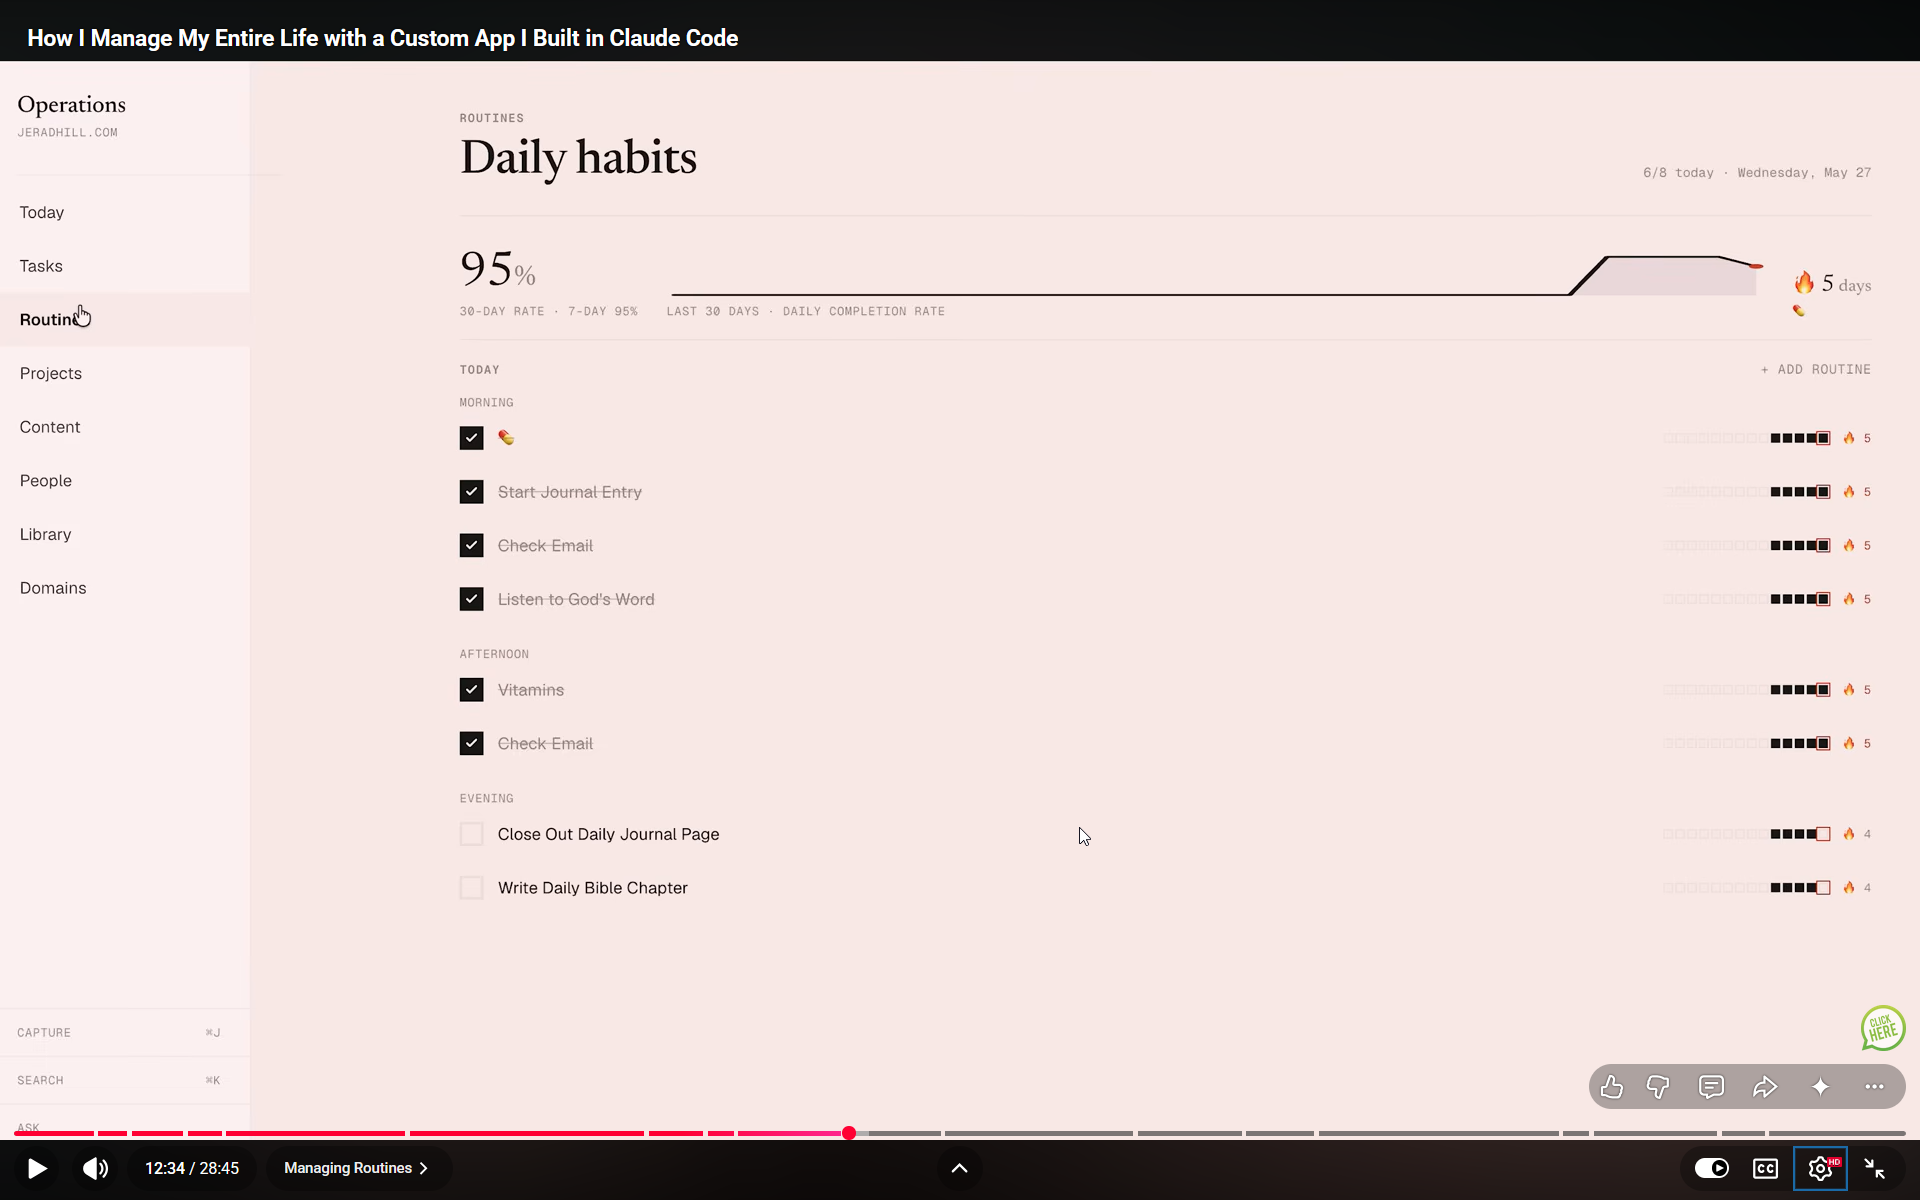 How I Manage My Entire Life with a Custom App I Built in Claude Code
Operations
JERADHILL.COM
Today
Tasks
Routin
Projects
Content
People
Library
Domains
CAPTURE ⌘J
SEARCH ⌘K
ASK
ROUTINES
Daily habits
6/8 today · Wednesday, May 27
95%
30-DAY RATE · 7-DAY 95%
LAST 30 DAYS · DAILY COMPLETION RATE
🔥 5 days
💊
TODAY
+ ADD ROUTINE
MORNING
💊 🔥 5
Start Journal Entry 🔥 5
Check Email 🔥 5
Listen to God's Word 🔥 5
AFTERNOON
Vitamins 🔥 5
Check Email 🔥 5
EVENING
Close Out Daily Journal Page 🔥 4
Write Daily Bible Chapter 🔥 4
CLICK
HERE
12:34 / 28:45
Managing Routines
CC
HD